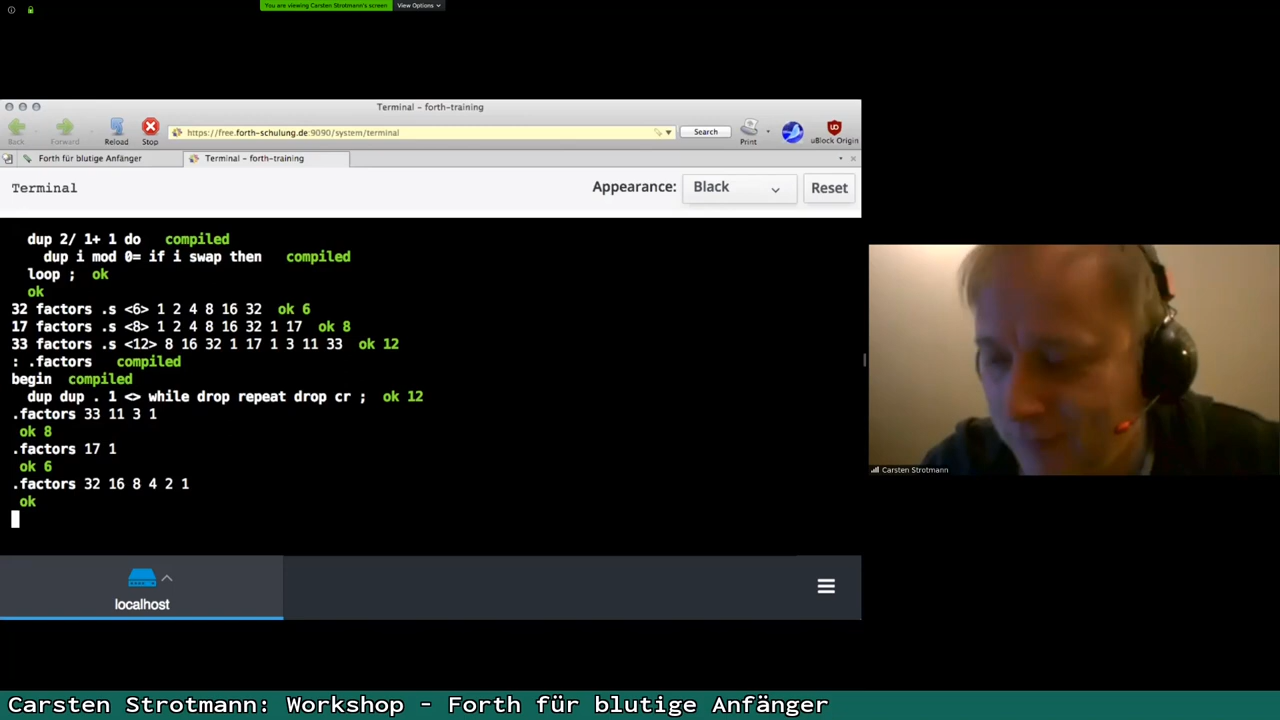 You are viewing Carsten Strotmann's screen View Options
Terminal - forth-training
Back Forward Reload Stop https://free.forth-schulung.de:9090/system/terminal Search Print uBlock Origin
Forth für blutige Anfänger Terminal - forth-training
Terminal Appearance: Black Reset
dup 2/ 1+ 1 do compiled
dup i mod 0= if i swap then compiled
loop ; ok
ok
32 factors .s <6> 1 2 4 8 16 32 ok 6
17 factors .s <8> 1 2 4 8 16 32 1 17 ok 8
33 factors .s <12> 8 16 32 1 17 1 3 11 33 ok 12
: .factors compiled
begin compiled
dup dup . 1 <> while drop repeat drop cr ; ok 12
.factors 33 11 3 1
ok 8
.factors 17 1
ok 6
.factors 32 16 8 4 2 1
ok
Carsten Strotmann
localhost
Carsten Strotmann: Workshop - Forth für blutige Anfänger